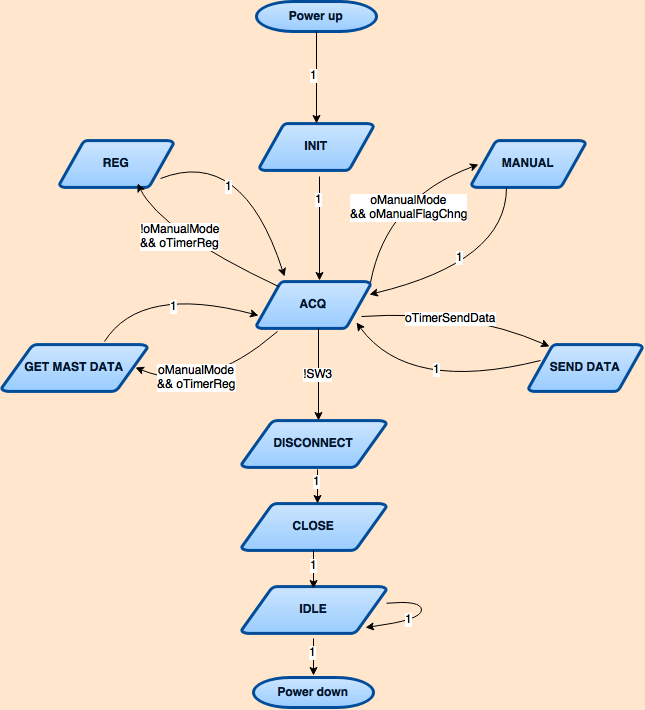 Power up
1
INIT
REG
MANUAL
1
1
oManualMode
&& oManualFlagChng
!oManualMode
&& oTimerReg
1
ACQ
1
oTimerSendData
GET MAST DATA
oManualMode
&& oTimerReg
!SW3
1
SEND DATA
DISCONNECT
1
CLOSE
1
IDLE
1
1
Power down